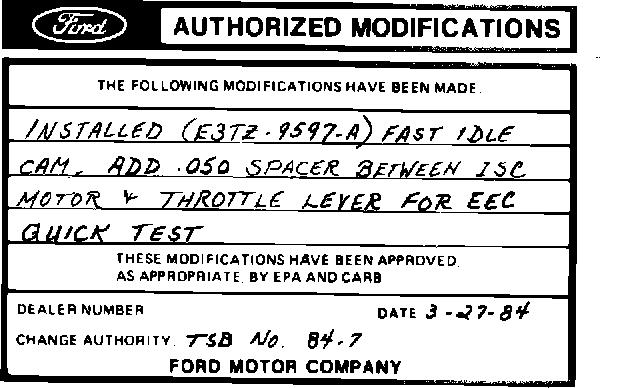 Ford AUTHORIZED MODIFICATIONS
THE FOLLOWING MODIFICATIONS HAVE BEEN MADE.
INSTALLED (E3TZ-9597-A) FAST IDLE
CAM, ADD .050 SPACER BETWEEN ISC
MOTOR & THROTTLE LEVER FOR EEC
QUICK TEST
THESE MODIFICATIONS HAVE BEEN APPROVED,
AS APPROPRIATE, BY EPA AND CARB
DEALER NUMBER DATE 3-27-84
CHANGE AUTHORITY. TSB No. 84-7
FORD MOTOR COMPANY